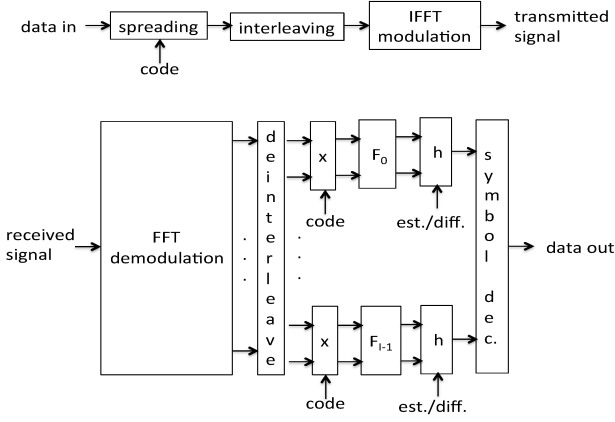 data in
spreading
interleaving
IFFT
modulation
transmitted
signal
code
received
signal
FFT
demodulation
deinterleave
x
F0
h
code
est./diff.
symbol dec.
data out
x
FI-1
h
code
est./diff.